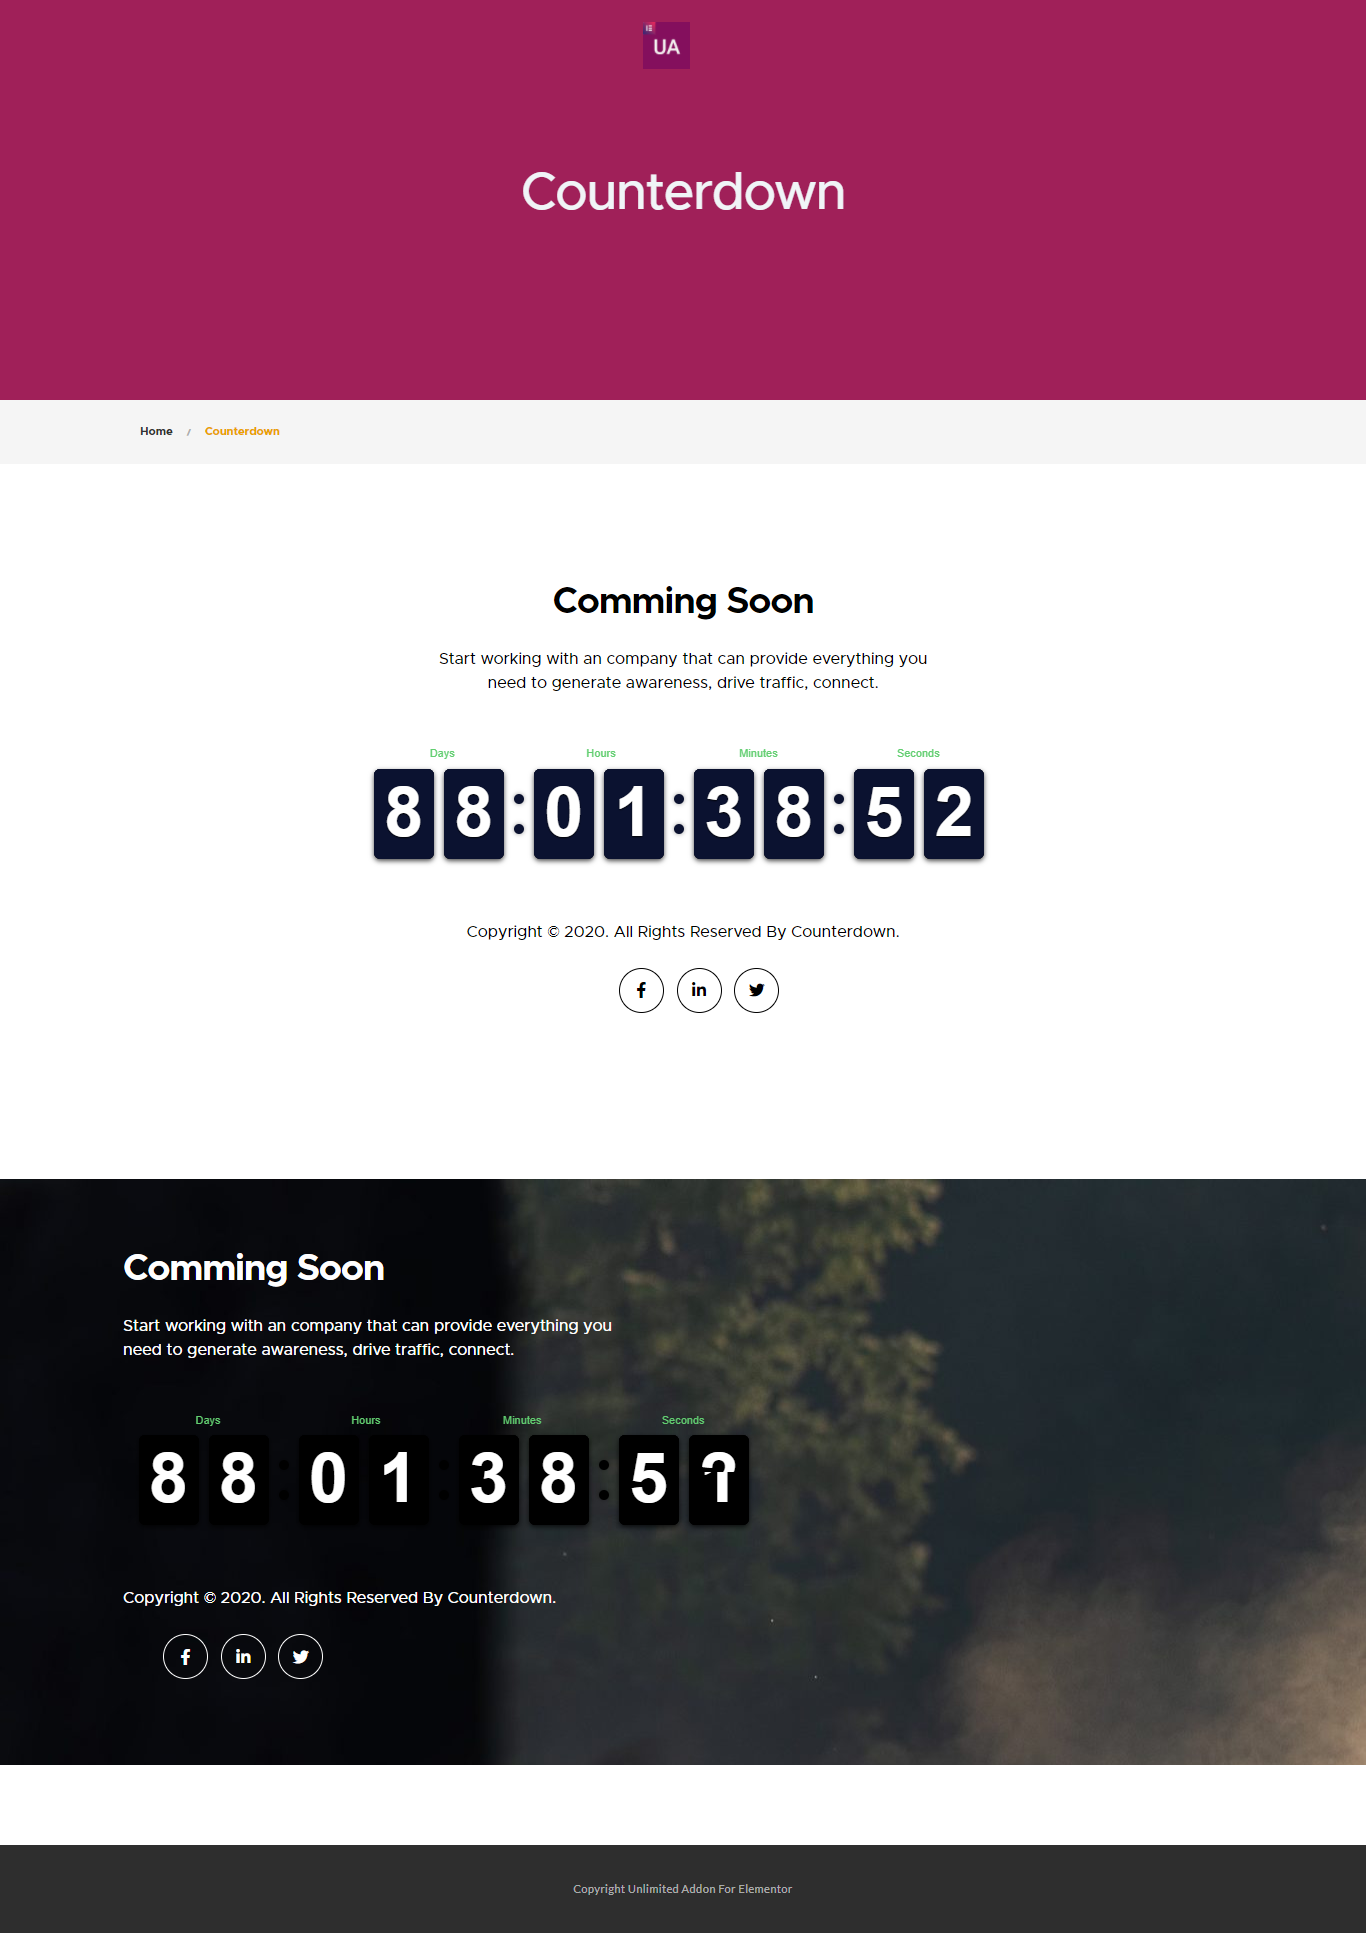 UA
Counterdown
Home / Counterdown
Comming Soon
Start working with an company that can provide everything you
need to generate awareness, drive traffic, connect.
Days Hours Minutes Seconds
88:01:38:52
Copyright © 2020. All Rights Reserved By Counterdown.
Comming Soon
Start working with an company that can provide everything you
need to generate awareness, drive traffic, connect.
Days Hours Minutes Seconds
88:01:38:5
Copyright © 2020. All Rights Reserved By Counterdown.
Copyright Unlimited Addon For Elementor